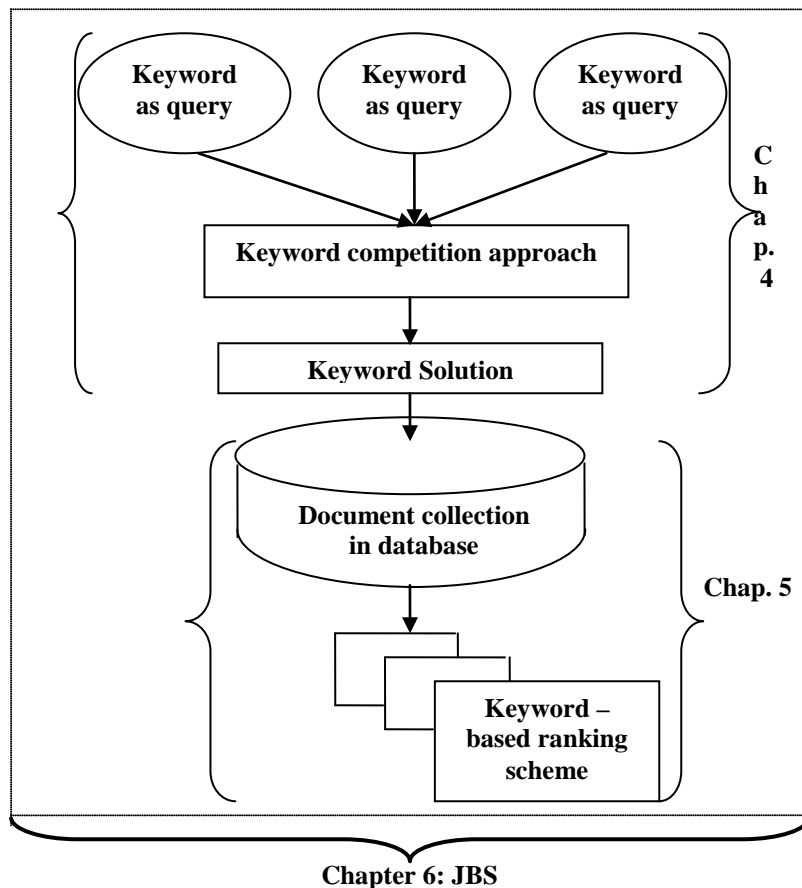 Keyword
as query
Keyword
as query
Keyword
as query
C
h
a
p.
4
Keyword competition approach
Keyword Solution
Document collection
in database
Chap. 5
Keyword –
based ranking
scheme
Chapter 6: JBS